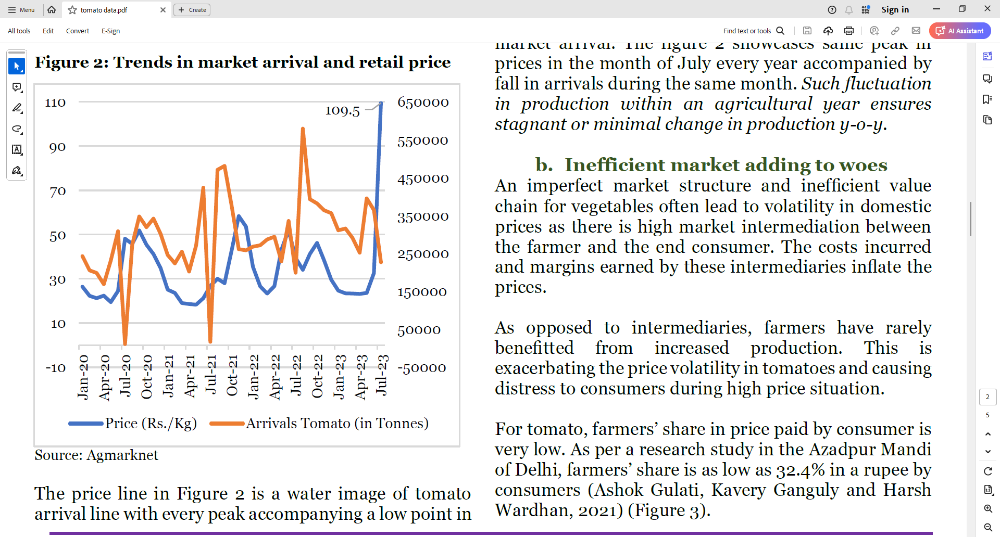 Menu
tomato data.pdf
Create
Sign in
All tools
Edit
Convert
E-Sign
Find text or tools
AI Assistant
Figure 2: Trends in market arrival and retail price
110
90
70
50
30
10
-10
109.5
650000
550000
450000
350000
250000
150000
50000
-50000
Jan-20
Apr-20
Jul-20
Oct-20
Jan-21
Apr-21
Jul-21
Oct-21
Jan-22
Apr-22
Jul-22
Oct-22
Jan-23
Apr-23
Jul-23
Price (Rs./Kg)
Arrivals Tomato (in Tonnes)
Source: Agmarknet
The price line in Figure 2 is a water image of tomato
arrival line with every peak accompanying a low point in
market arrival. The figure 2 showcases same peak in
prices in the month of July every year accompanied by
fall in arrivals during the same month. Such fluctuation
in production within an agricultural year ensures
stagnant or minimal change in production y-o-y.
b. Inefficient market adding to woes
An imperfect market structure and inefficient value
chain for vegetables often lead to volatility in domestic
prices as there is high market intermediation between
the farmer and the end consumer. The costs incurred
and margins earned by these intermediaries inflate the
prices.
As opposed to intermediaries, farmers have rarely
benefitted from increased production. This is
exacerbating the price volatility in tomatoes and causing
distress to consumers during high price situation.
For tomato, farmers' share in price paid by consumer is
very low. As per a research study in the Azadpur Mandi
of Delhi, farmers' share is as low as 32.4% in a rupee by
consumers (Ashok Gulati, Kavery Ganguly and Harsh
Wardhan, 2021) (Figure 3).
2
5